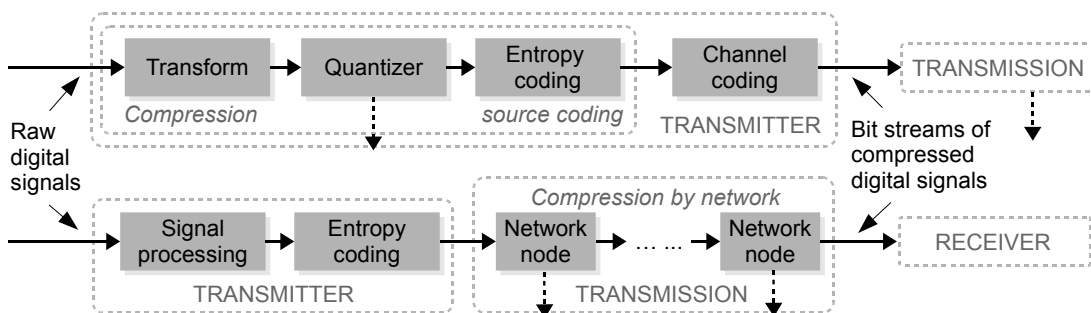 Transform
Quantizer
Entropy
coding
Channel
coding
TRANSMISSION
Compression
source coding
TRANSMITTER
Raw
digital
signals
Bit streams of
compressed
digital signals
Compression by network
Signal
processing
Entropy
coding
Network
node
... ...
Network
node
RECEIVER
TRANSMITTER
TRANSMISSION